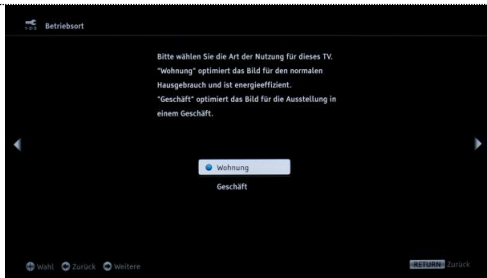 Betriebsort
Bitte wählen Sie die Art der Nutzung für dieses TV.
"Wohnung" optimiert das Bild für den normalen
Hausgebrauch und ist energieeffizient.
"Geschäft" optimiert das Bild für die Ausstellung in
einem Geschäft.
Wohnung
Geschäft
Wahl Zurück Weitere RETURN Zurück